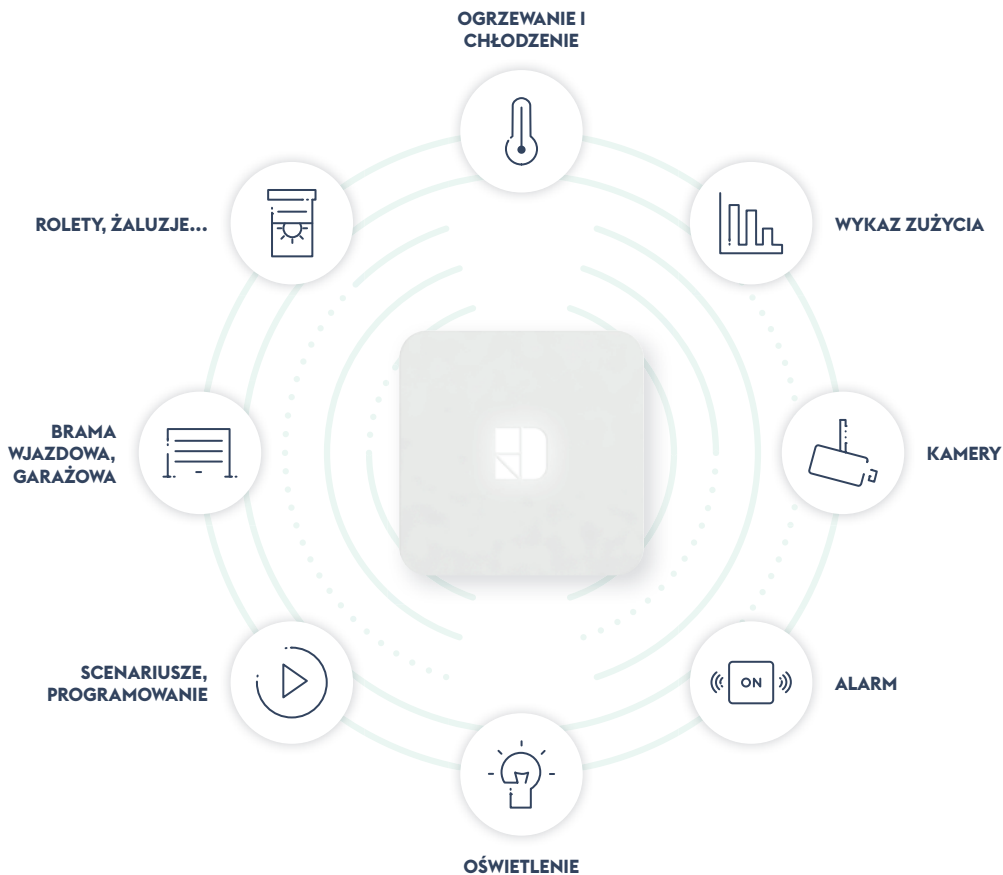 OGRZEWANIE I
CHŁODZENIE
ROLETY, ŻALUZJE...
WYKAZ ZUŻYCIA
BRAMA
WJAZDOWA,
GARAŻOWA
KAMERY
SCENARIUSZE,
PROGRAMOWANIE
ON
ALARM
OŚWIETLENIE